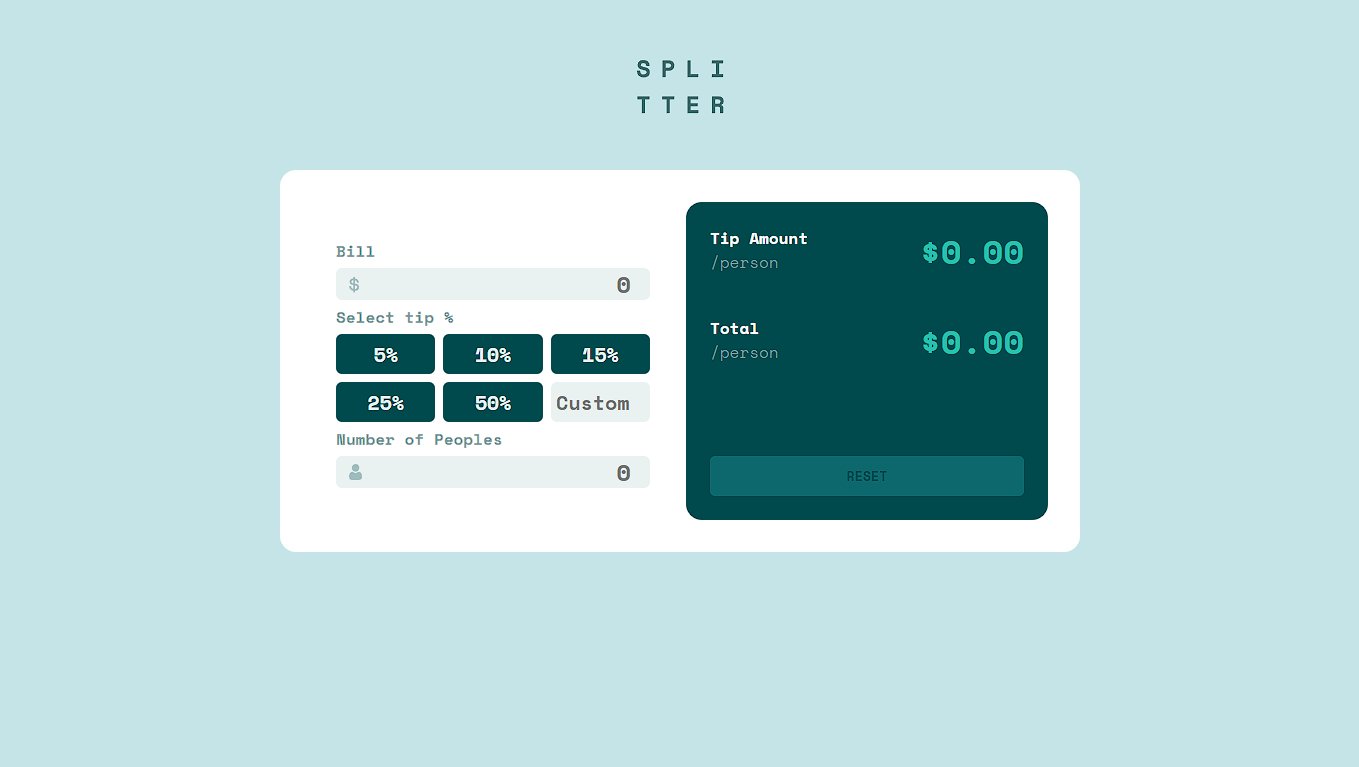 SPLI
TTER
Bill
$ 0
Select tip %
5% 10% 15%
25% 50% Custom
Number of Peoples
0
Tip Amount
/person
$0.00
Total
/person
$0.00
RESET